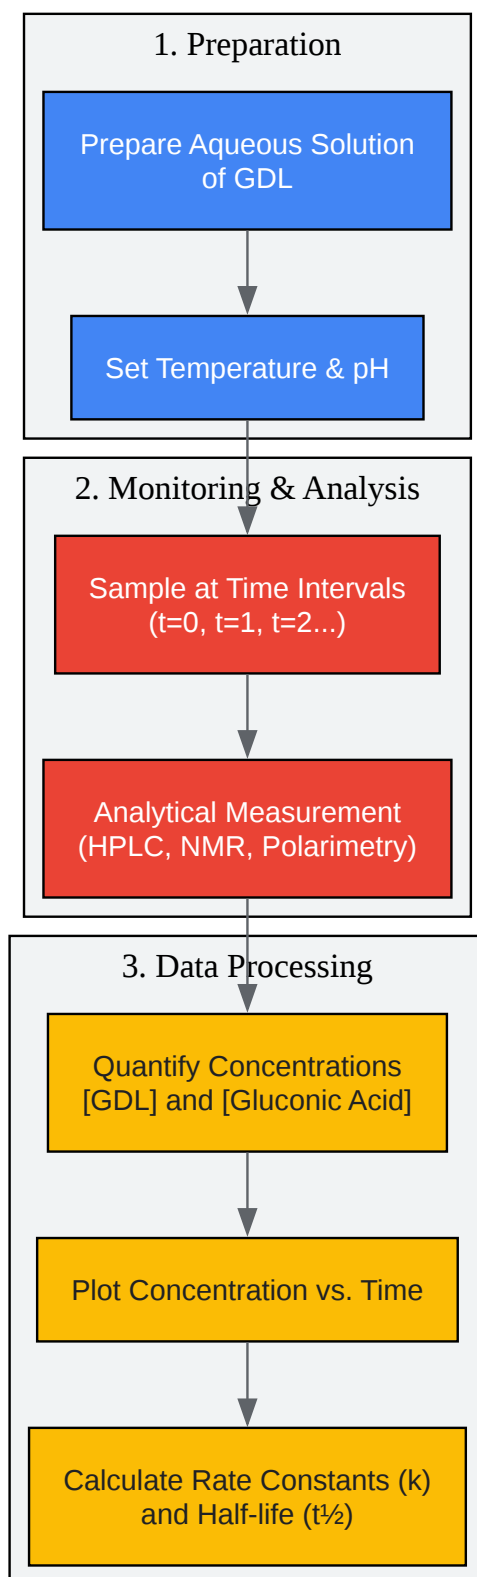 1. Preparation
Prepare Aqueous Solution
of GDL
Set Temperature & pH
2. Monitoring & Analysis
Sample at Time Intervals
(t=0, t=1, t=2...)
Analytical Measurement
(HPLC, NMR, Polarimetry)
3. Data Processing
Quantify Concentrations
[GDL] and [Gluconic Acid]
Plot Concentration vs. Time
Calculate Rate Constants (k)
and Half-life (t½)